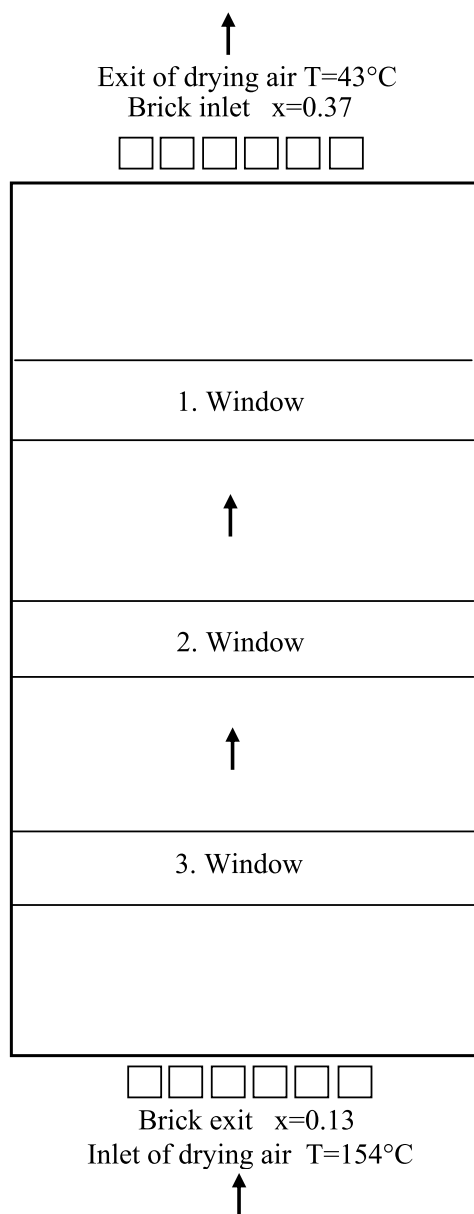 Exit of drying air T=43°C
Brick inlet x=0.37
1. Window
2. Window
3. Window
Brick exit x=0.13
Inlet of drying air T=154°C